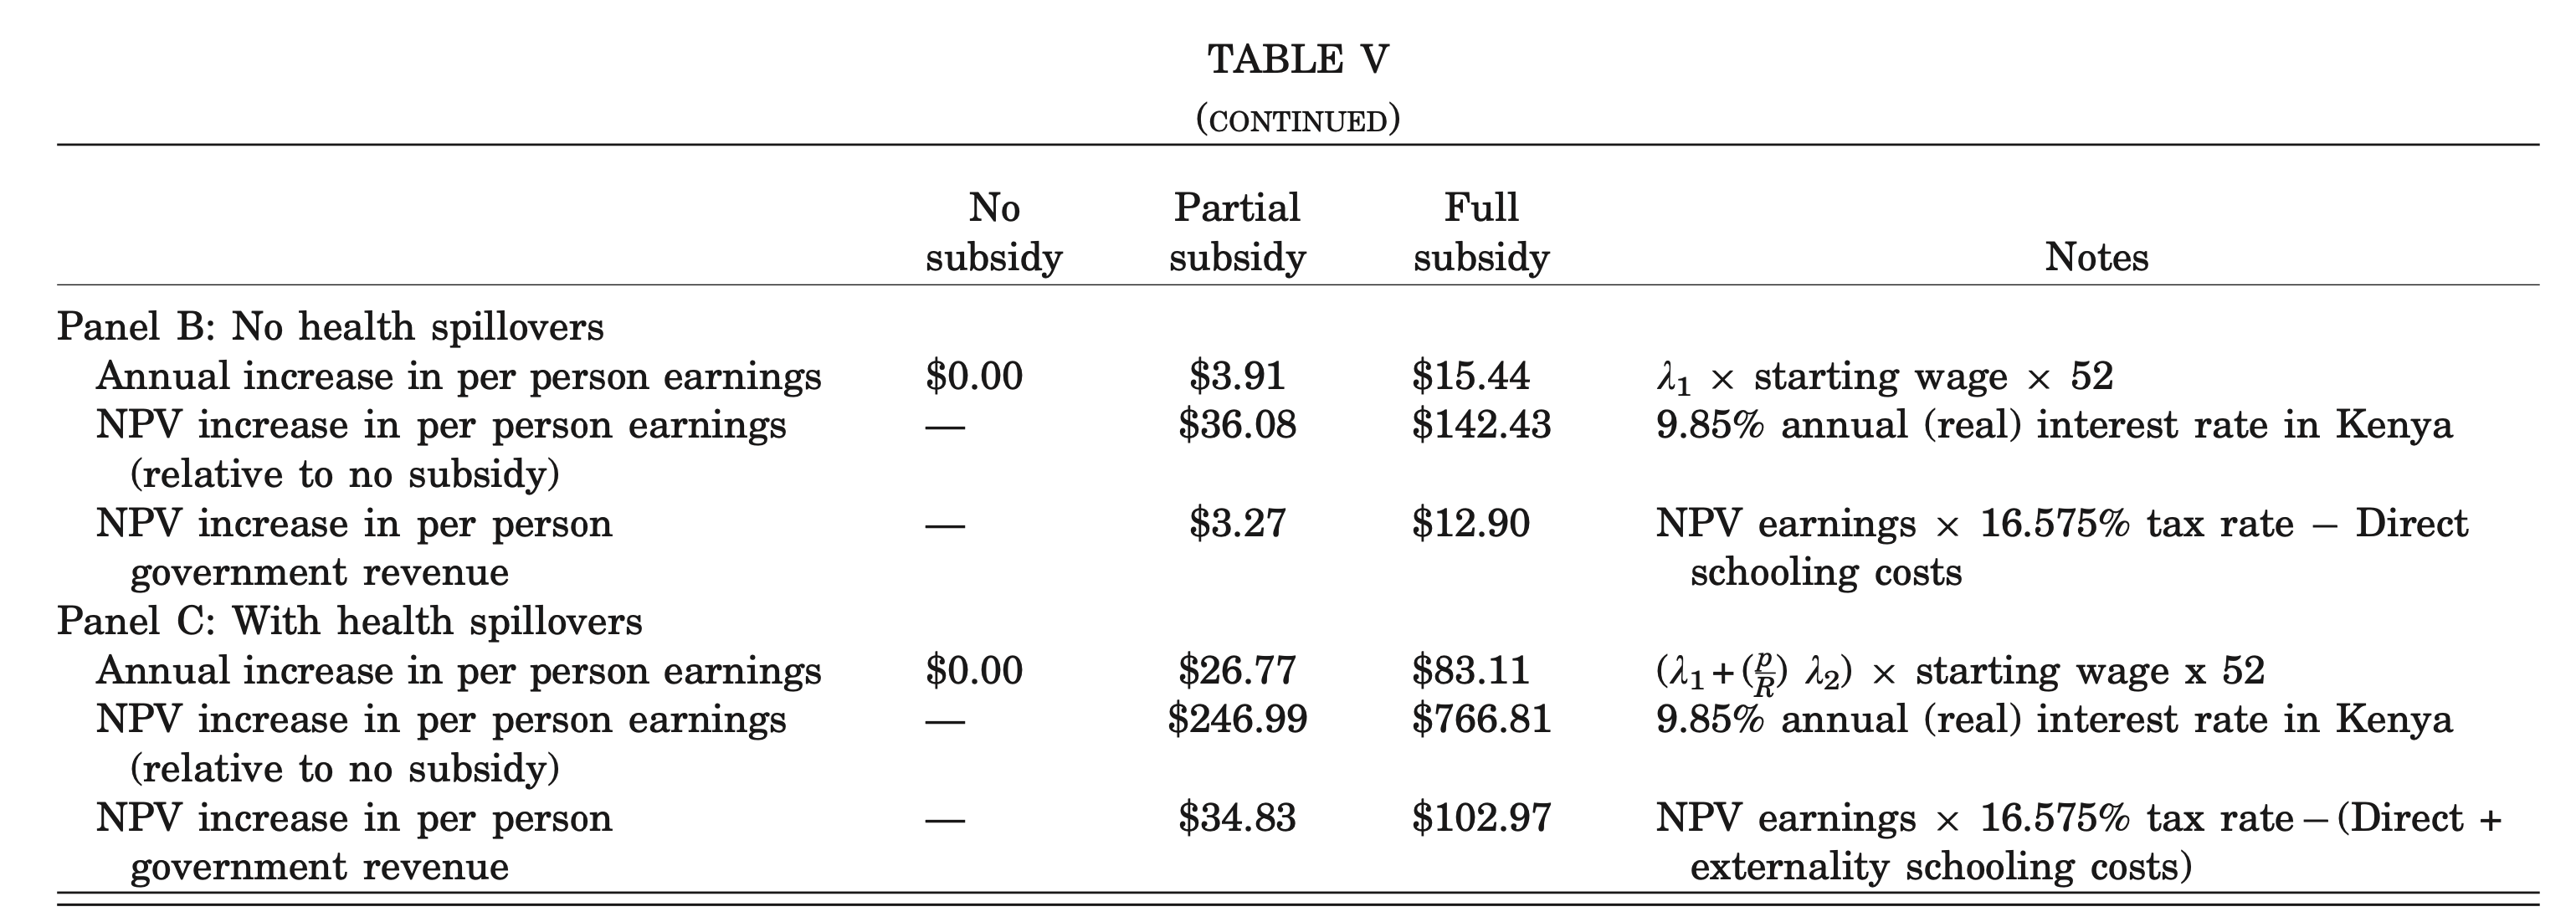 TABLE V
(CONTINUED)
No Partial Full
subsidy subsidy subsidy Notes
Panel B: No health spillovers
Annual increase in per person earnings $0.00 $3.91 $15.44 λ1 × starting wage × 52
NPV increase in per person earnings — $36.08 $142.43 9.85% annual (real) interest rate in Kenya
(relative to no subsidy)
NPV increase in per person — $3.27 $12.90 NPV earnings × 16.575% tax rate − Direct
government revenue schooling costs
Panel C: With health spillovers
Annual increase in per person earnings $0.00 $26.77 $83.11 (λ1+(p/R) λ2) × starting wage x 52
NPV increase in per person earnings — $246.99 $766.81 9.85% annual (real) interest rate in Kenya
(relative to no subsidy)
NPV increase in per person — $34.83 $102.97 NPV earnings × 16.575% tax rate−(Direct +
government revenue externality schooling costs)